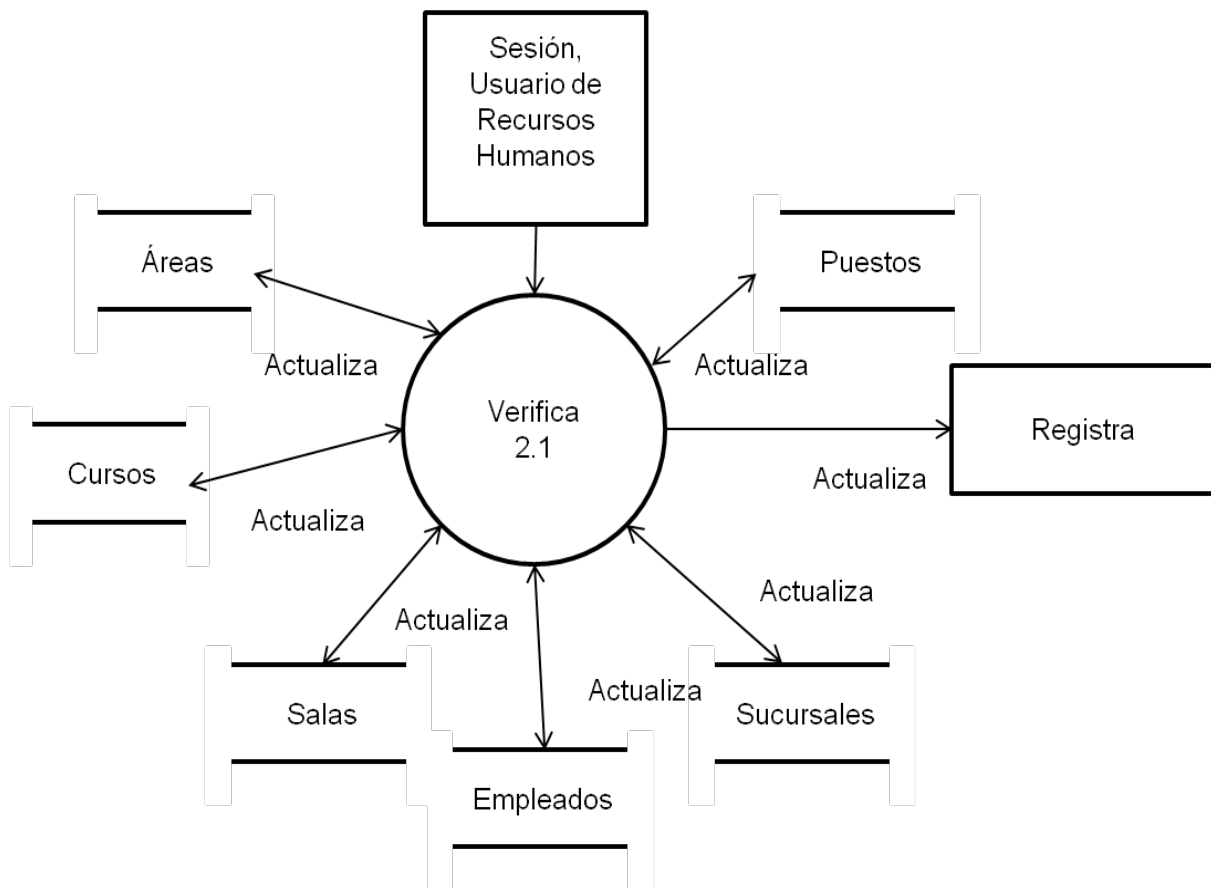 Sesión,
Usuario de
Recursos
Humanos
Áreas
Puestos
Actualiza
Actualiza
Verifica
2.1
Registra
Cursos
Actualiza
Actualiza
Actualiza
Actualiza
Actualiza
Salas
Sucursales
Empleados